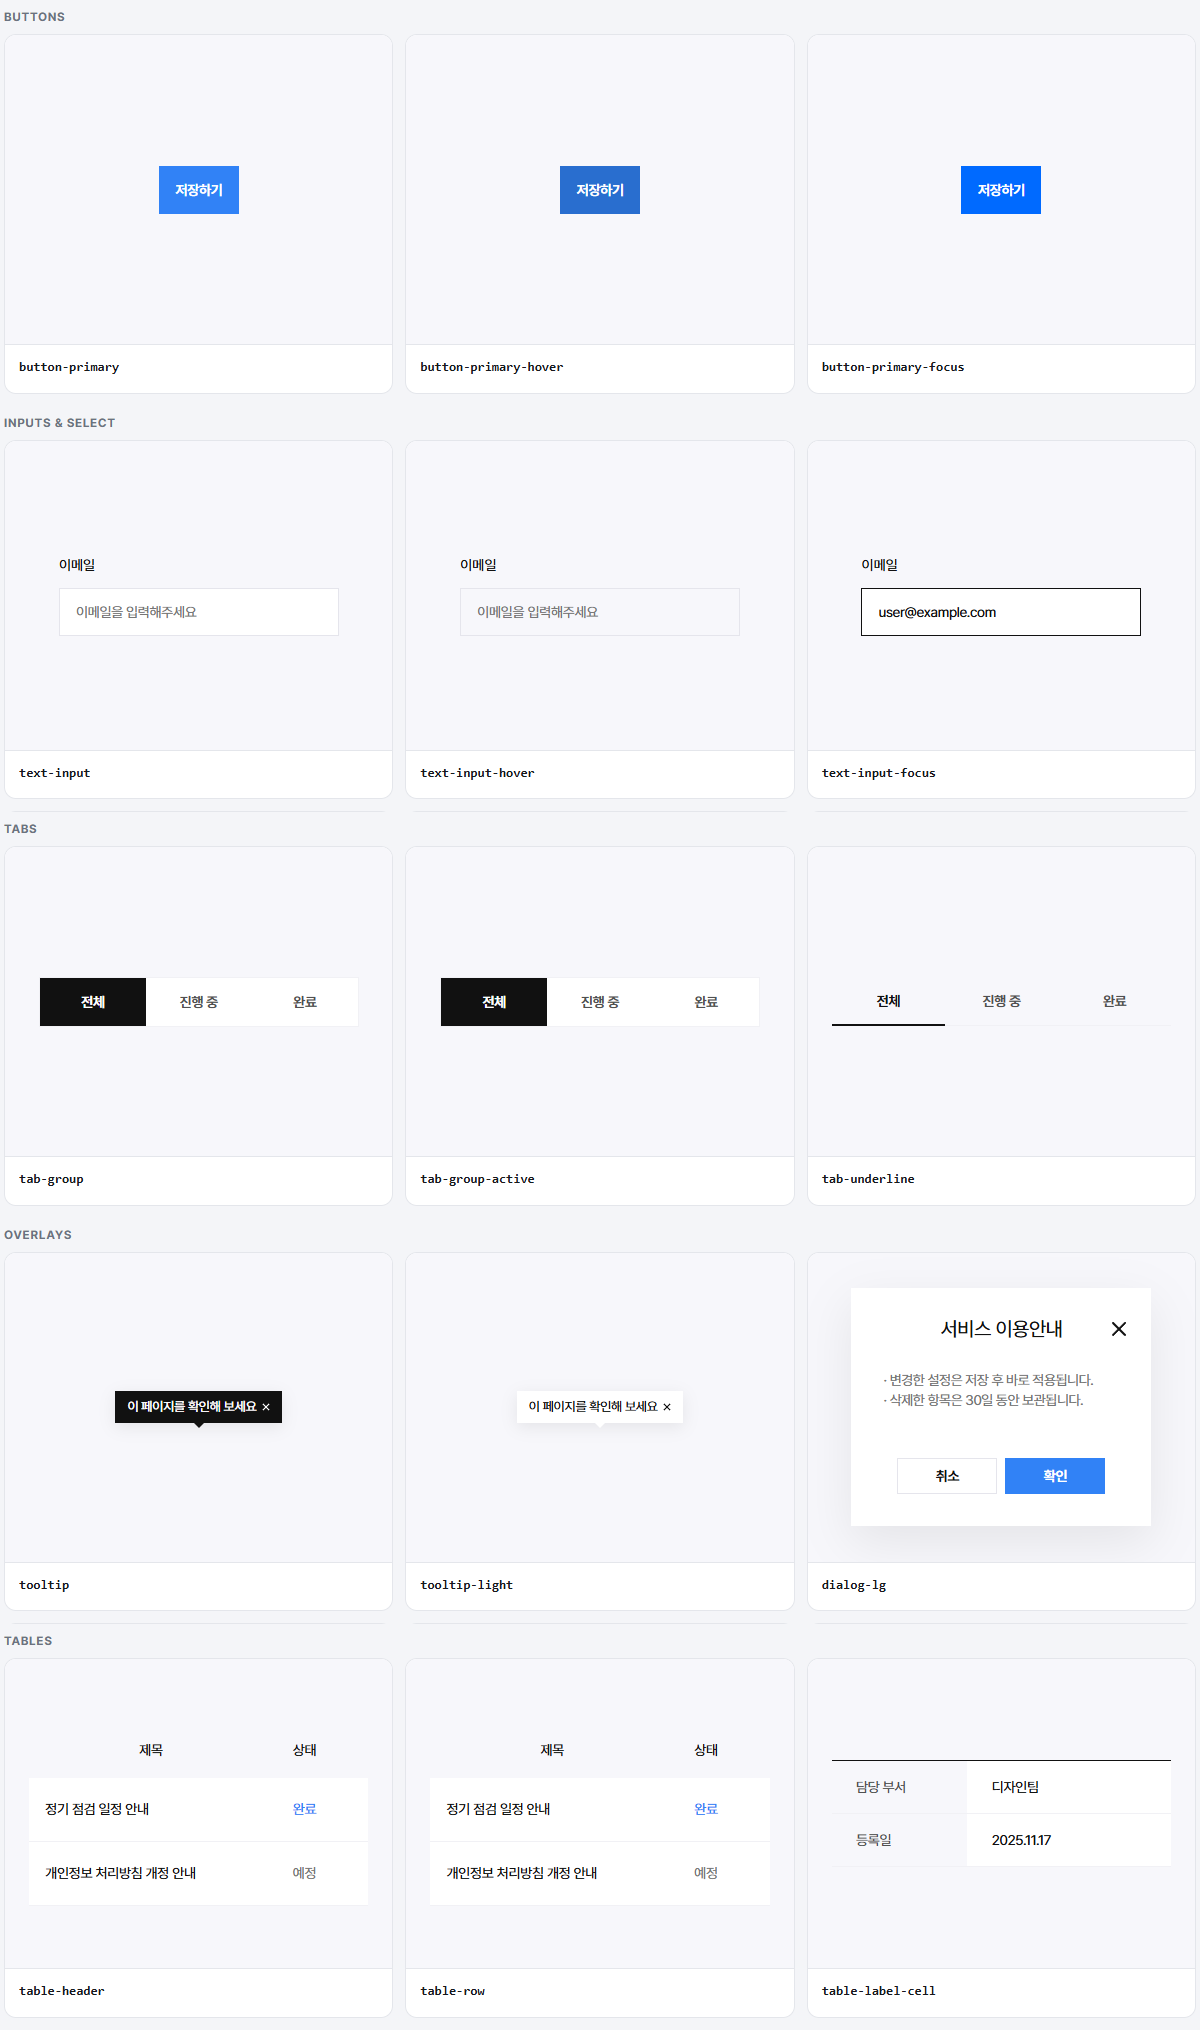 BUTTONS
저장하기
저장하기
저장하기
button-primary
button-primary-hover
button-primary-focus
INPUTS & SELECT
이메일
이메일을 입력해주세요
이메일
이메일을 입력해주세요
이메일
user@example.com
text-input
text-input-hover
text-input-focus
TABS
전체 진행 중 완료
전체 진행 중 완료
전체 진행 중 완료
tab-group
tab-group-active
tab-underline
OVERLAYS
이 페이지를 확인해 보세요 ×
이 페이지를 확인해 보세요 ×
서비스 이용안내
· 변경한 설정은 저장 후 바로 적용됩니다.
· 삭제한 항목은 30일 동안 보관됩니다.
취소 확인
tooltip
tooltip-light
dialog-lg
TABLES
제목 상태
정기 점검 일정 안내 완료
개인정보 처리방침 개정 안내 예정
제목 상태
정기 점검 일정 안내 완료
개인정보 처리방침 개정 안내 예정
담당 부서 디자인팀
등록일 2025.11.17
table-header
table-row
table-label-cell